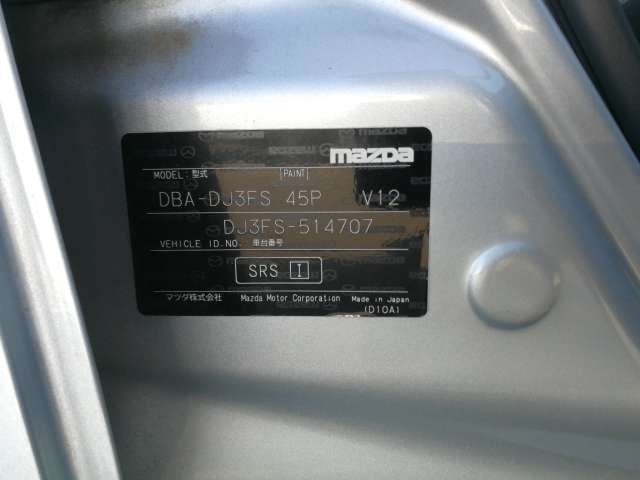 mazda
MODEL: 型式 [PAINT]
DBA-DJ3FS 45P V12
DJ3FS-514707
VEHICLE ID.NO. 車台番号
SRS I
マツダ株式会社 Mazda Motor Corporation Made in Japan
(D10A)